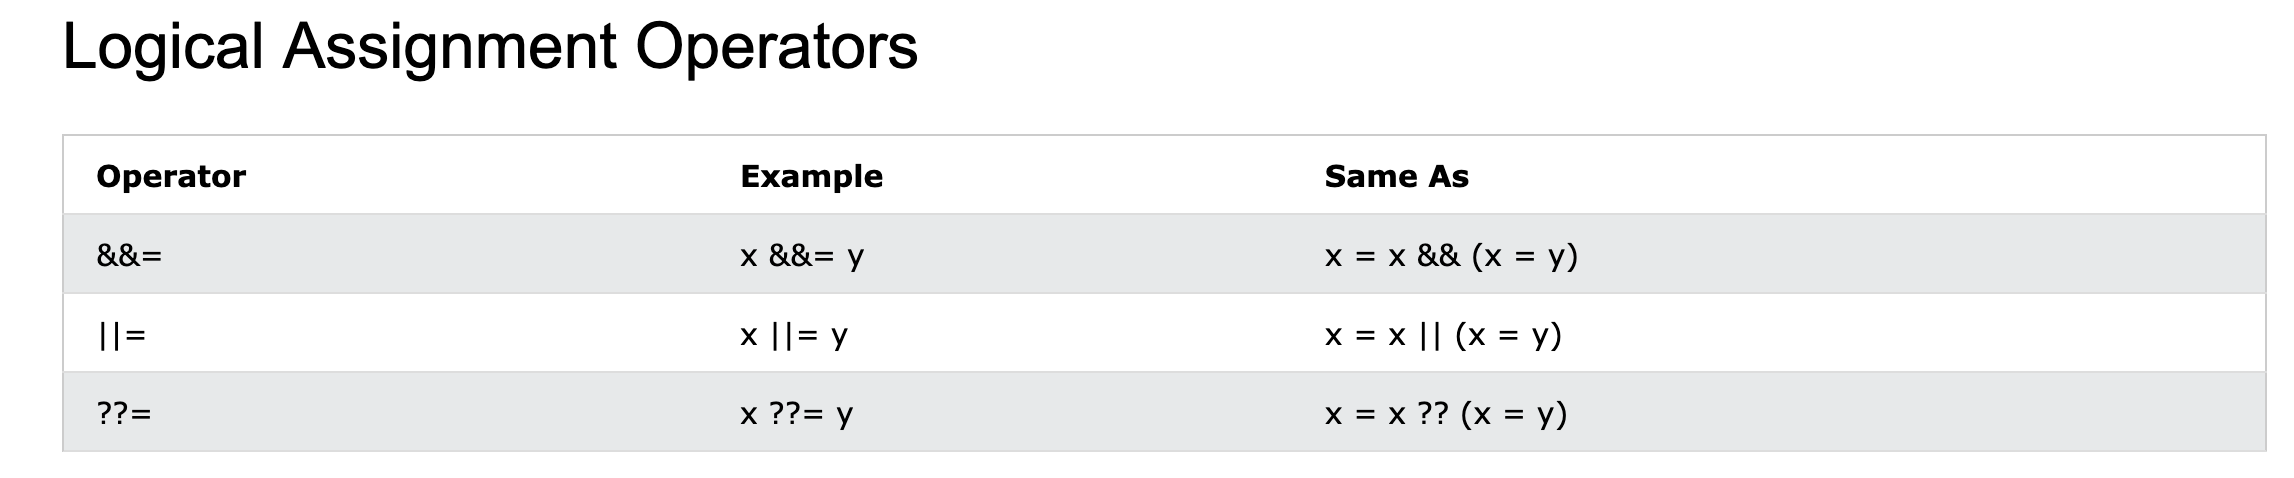 Logical Assignment Operators
Operator Example Same As
&&= x &&= y x = x && (x = y)
||= x ||= y x = x || (x = y)
??= x ??= y x = x ?? (x = y)